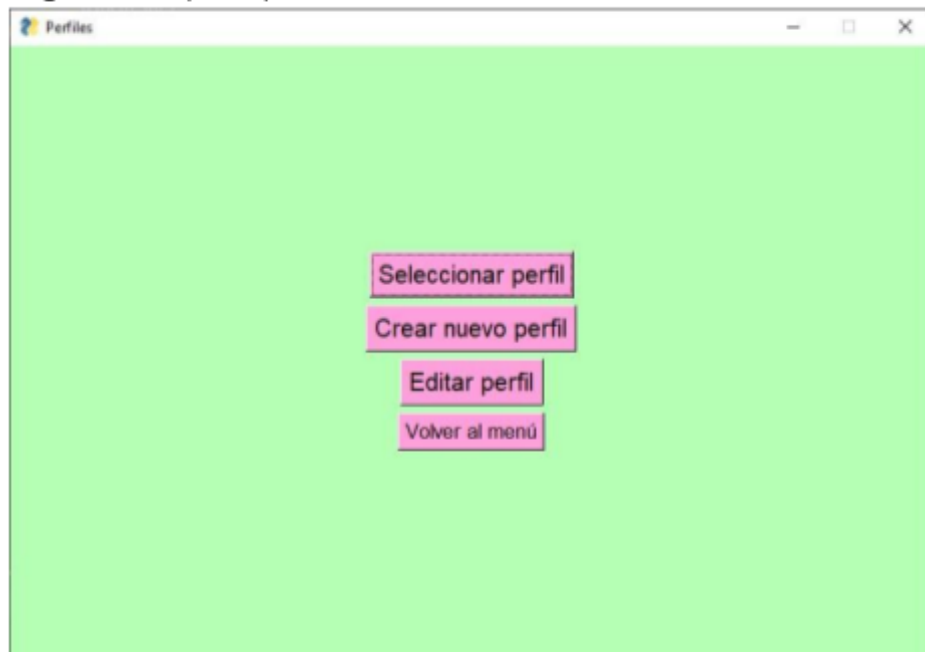 Perfiles
Seleccionar perfil
Crear nuevo perfil
Editar perfil
Volver al menú